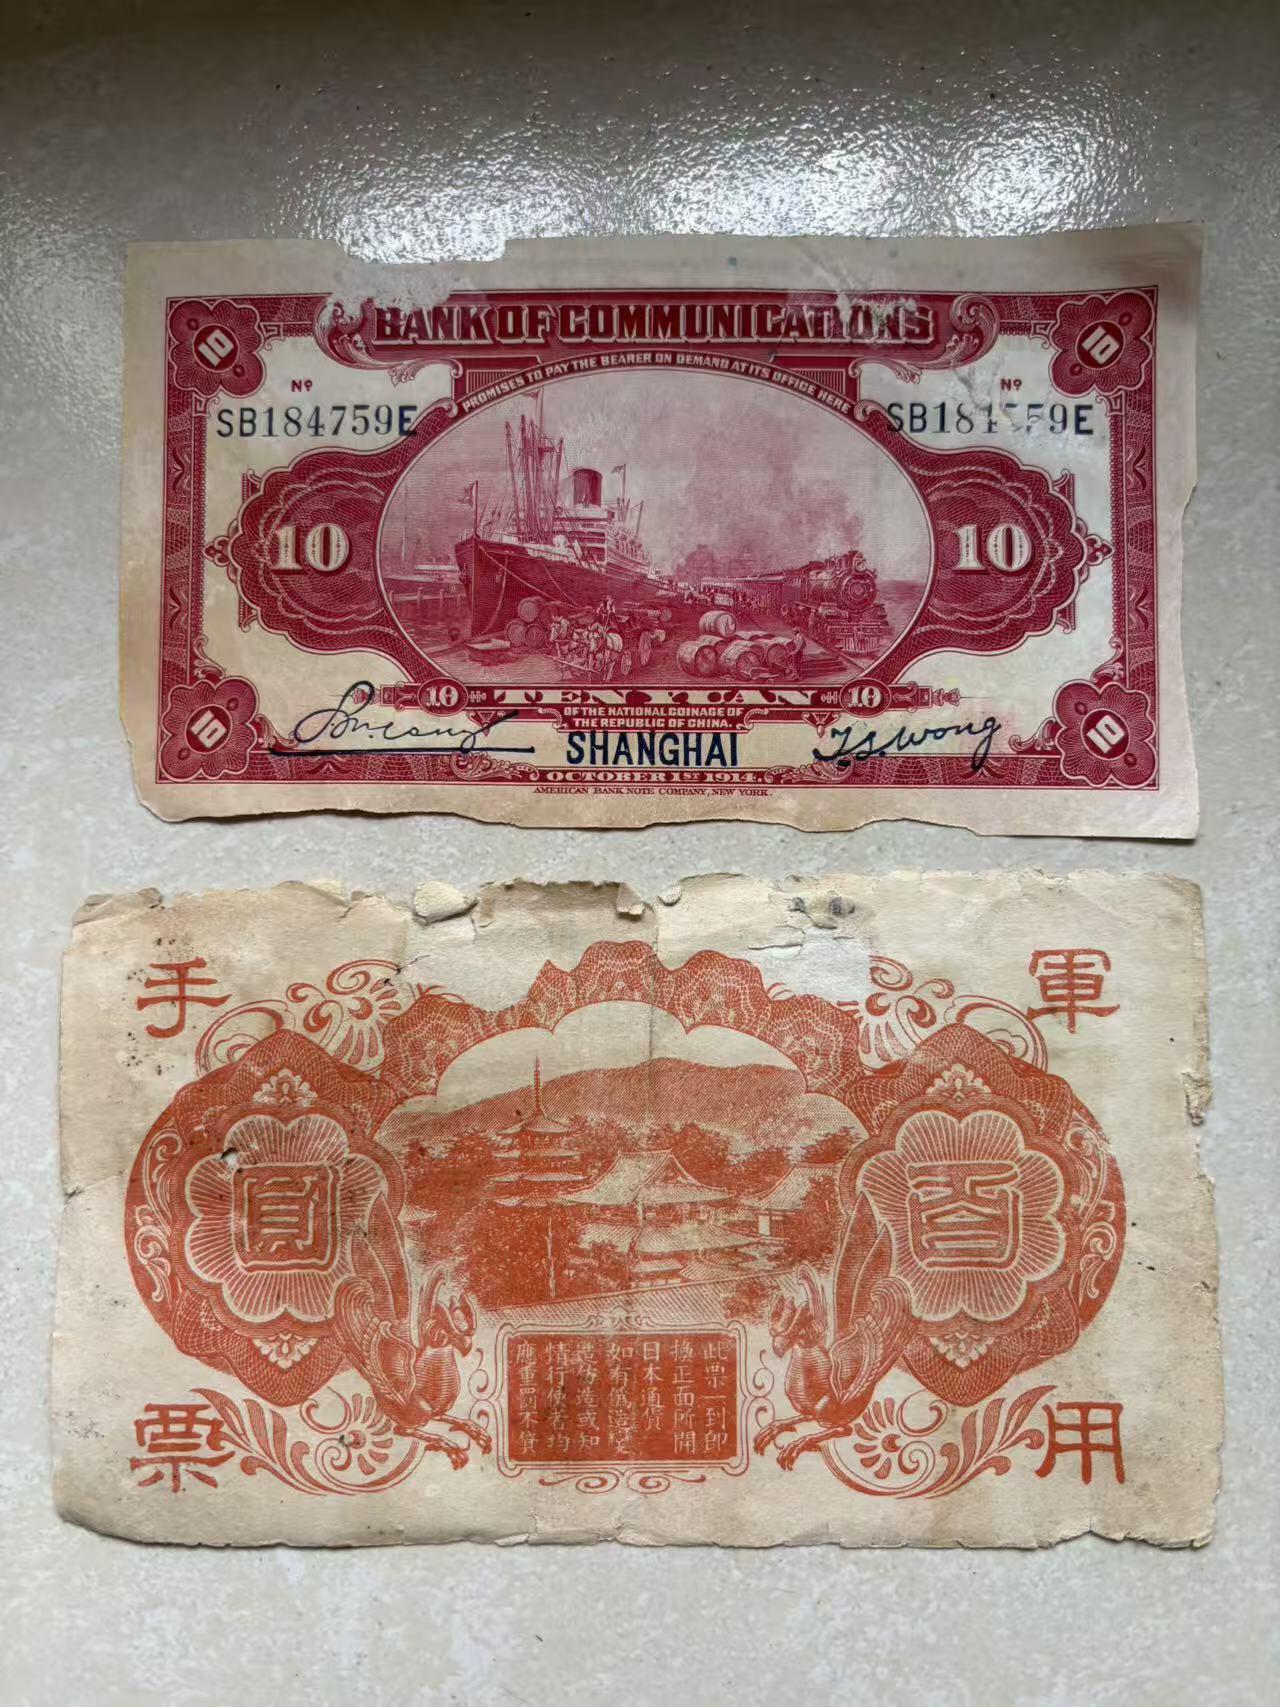 BANK OF COMMUNICATIONS
PROMISES TO PAY THE BEARER ON DEMAND AT ITS OFFICE HERE
10
10
Nº
SB184759E
Nº
10
10
10 TEN YUAN 10
OF THE NATIONAL COINAGE OF
THE REPUBLIC OF CHINA.
SHANGHAI
T.S. Wong
10
10
OCTOBER 1ST 1914.
AMERICAN BANK NOTE COMPANY, NEW YORK.
軍
用
手
票
百
圓
此票一到即
換正面所開
日本通貨
如有偽造變
造仿造或知
情行使者均
應重罰不貸